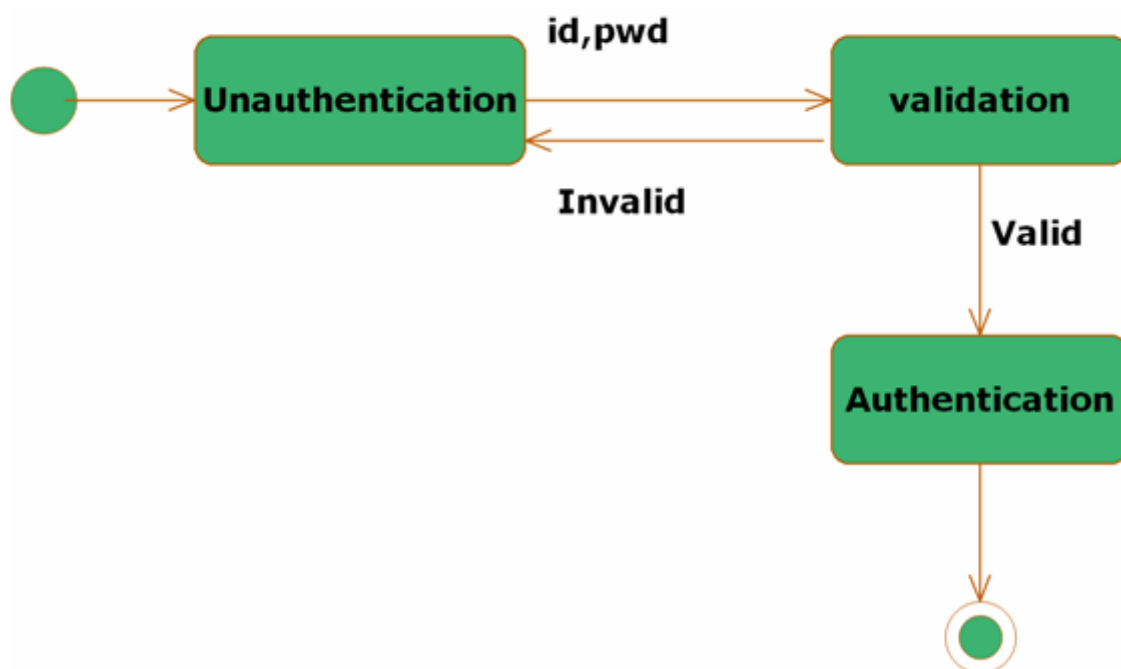 id,pwd
Unauthentication
validation
Invalid
Valid
Authentication